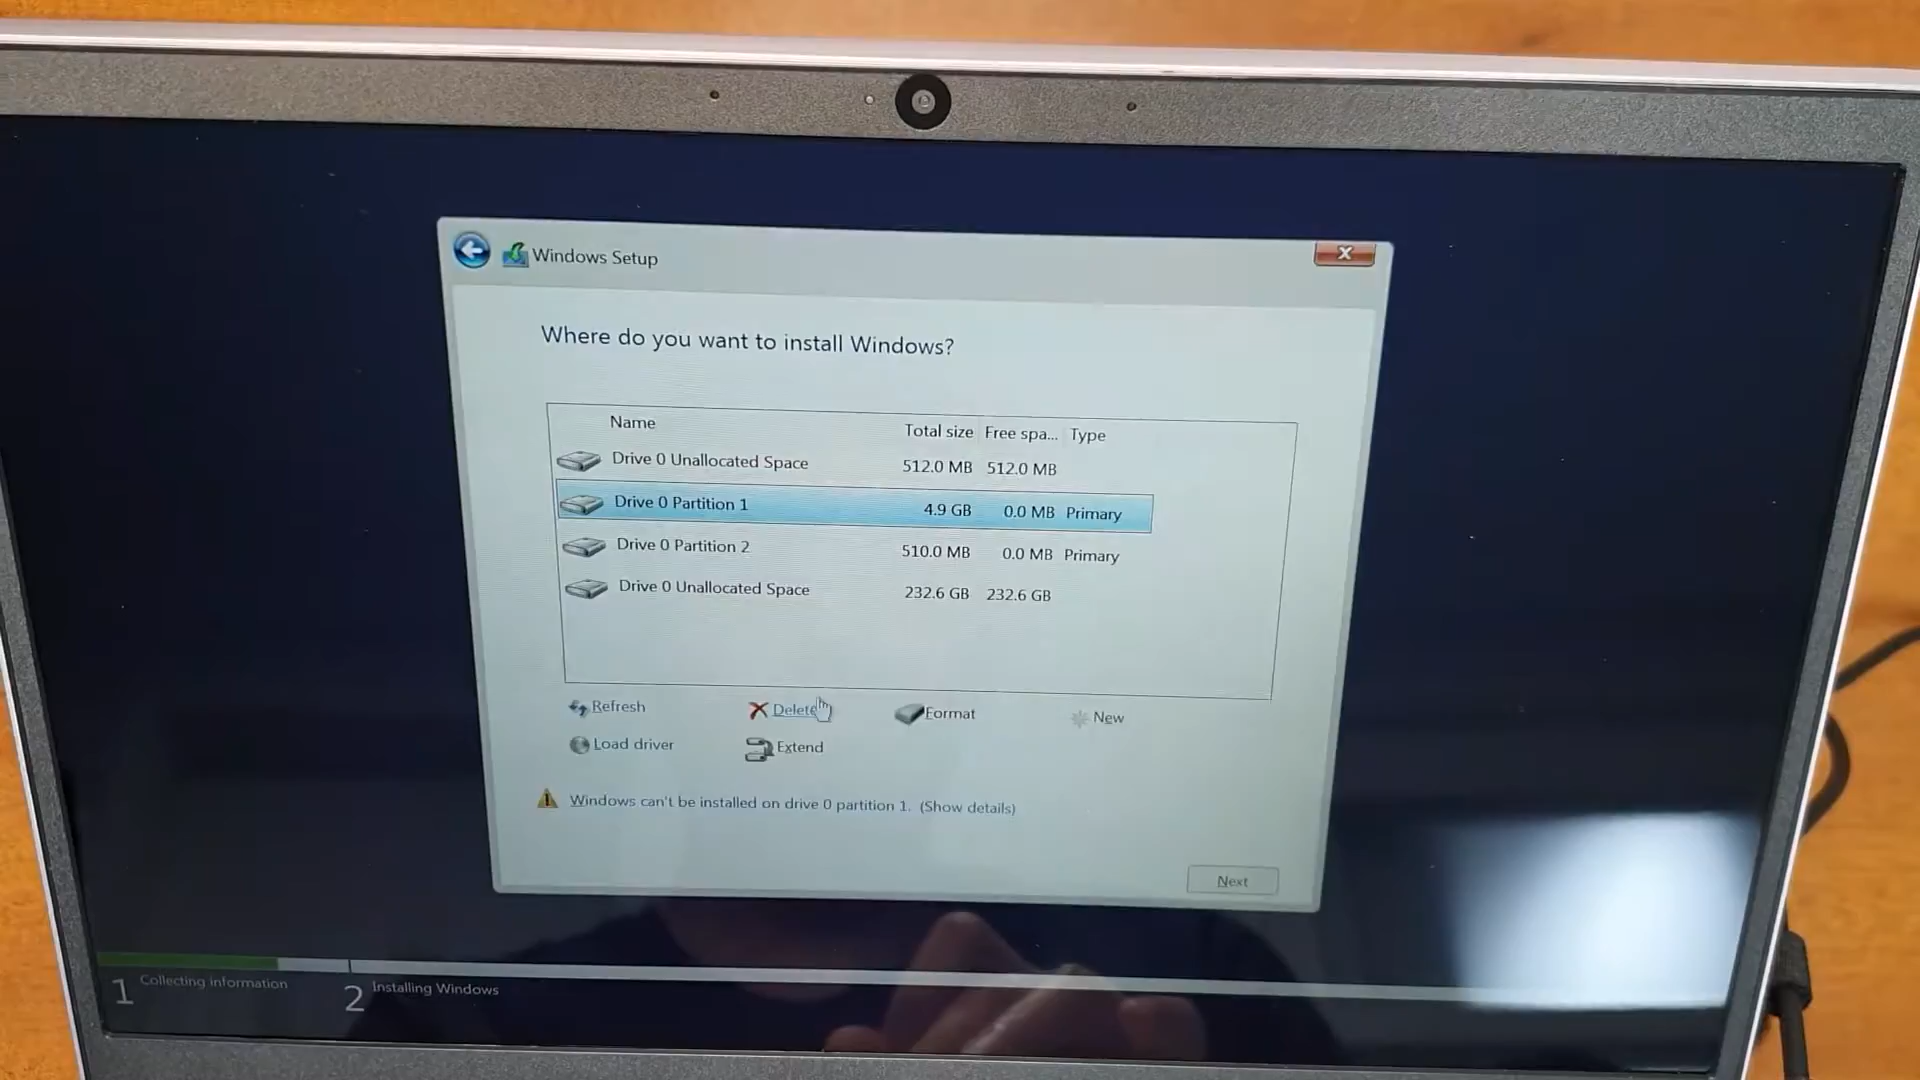 Windows Setup
Where do you want to install Windows?
Name Total size Free spa... Type
Drive 0 Unallocated Space 512.0 MB 512.0 MB
Drive 0 Partition 1 4.9 GB 0.0 MB Primary
Drive 0 Partition 2 510.0 MB 0.0 MB Primary
Drive 0 Unallocated Space 232.6 GB 232.6 GB
Refresh Delete Format New
Load driver Extend
Windows can't be installed on drive 0 partition 1. (Show details)
Next
1 Collecting information 2 Installing Windows